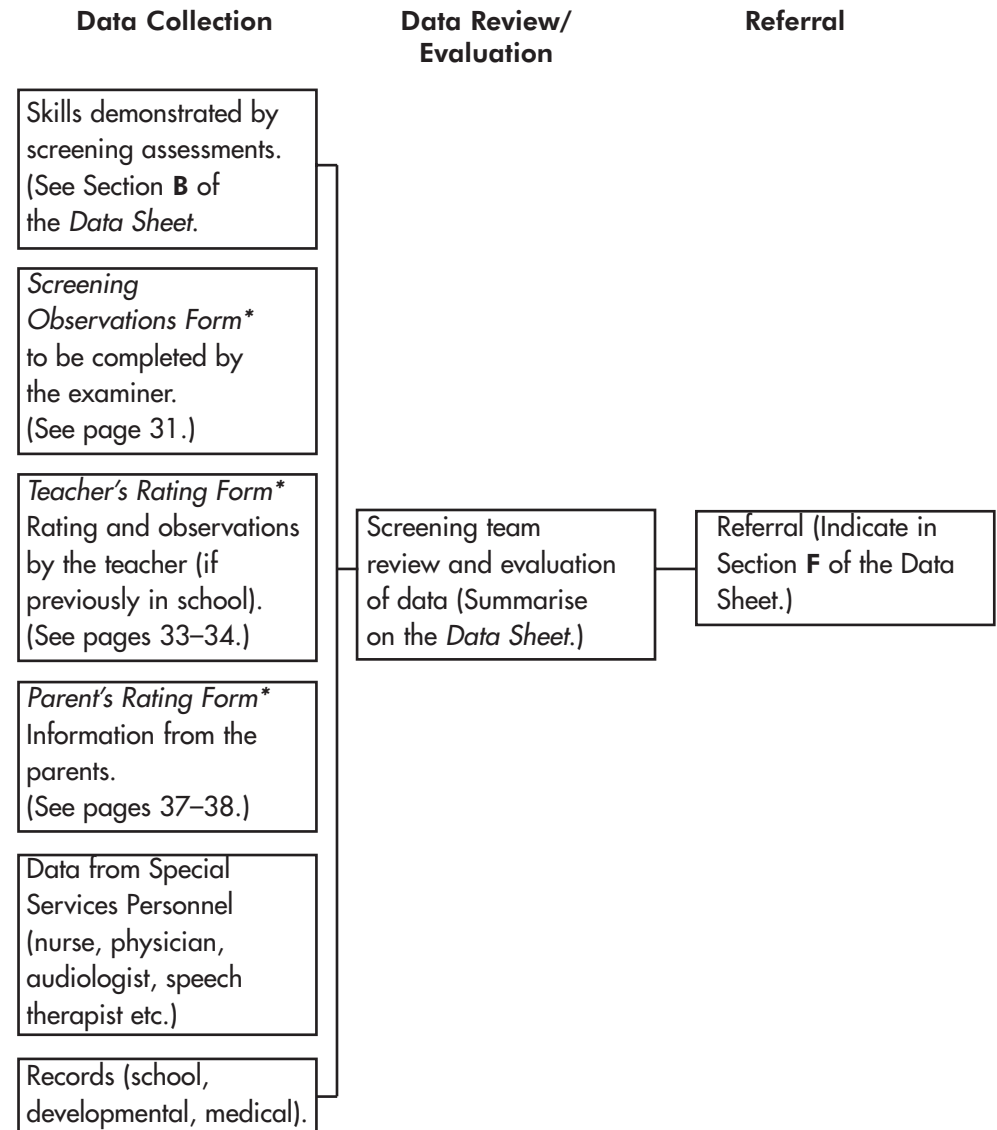 Data Collection
Data Review/
Evaluation
Referral
Skills demonstrated by
screening assessments.
(See Section B of
the Data Sheet.
Screening
Observations Form*
to be completed by
the examiner.
(See page 31.)
Teacher's Rating Form*
Rating and observations
by the teacher (if
previously in school).
(See pages 33–34.)
Parent's Rating Form*
Information from the
parents.
(See pages 37–38.)
Data from Special
Services Personnel
(nurse, physician,
audiologist, speech
therapist etc.)
Records (school,
developmental, medical).
Screening team
review and evaluation
of data (Summarise
on the Data Sheet.)
Referral (Indicate in
Section F of the Data
Sheet.)